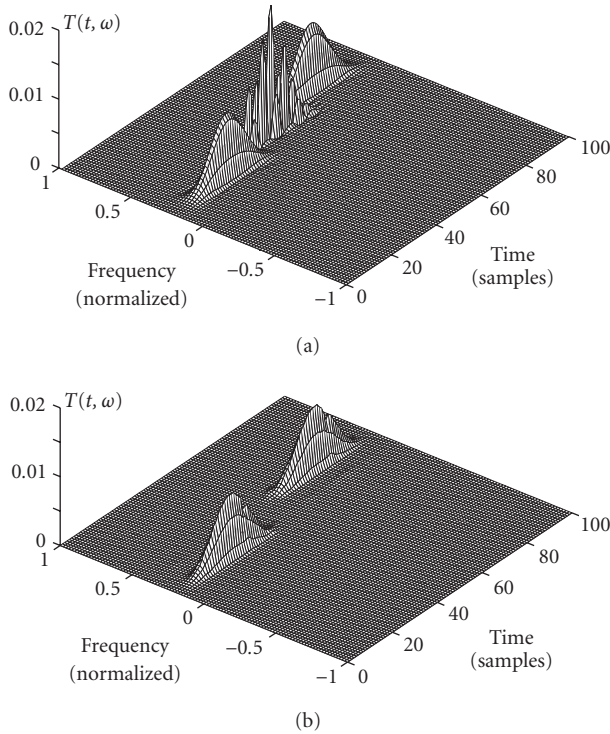 0.02
T(t, ω)
0.01
0
1
0.5
0
−0.5
−1
0
20
40
60
80
100
Frequency
(normalized)
Time
(samples)
(a)
0.02
T(t, ω)
0.01
0
1
0.5
0
−0.5
−1
0
20
40
60
80
100
Frequency
(normalized)
Time
(samples)
(b)